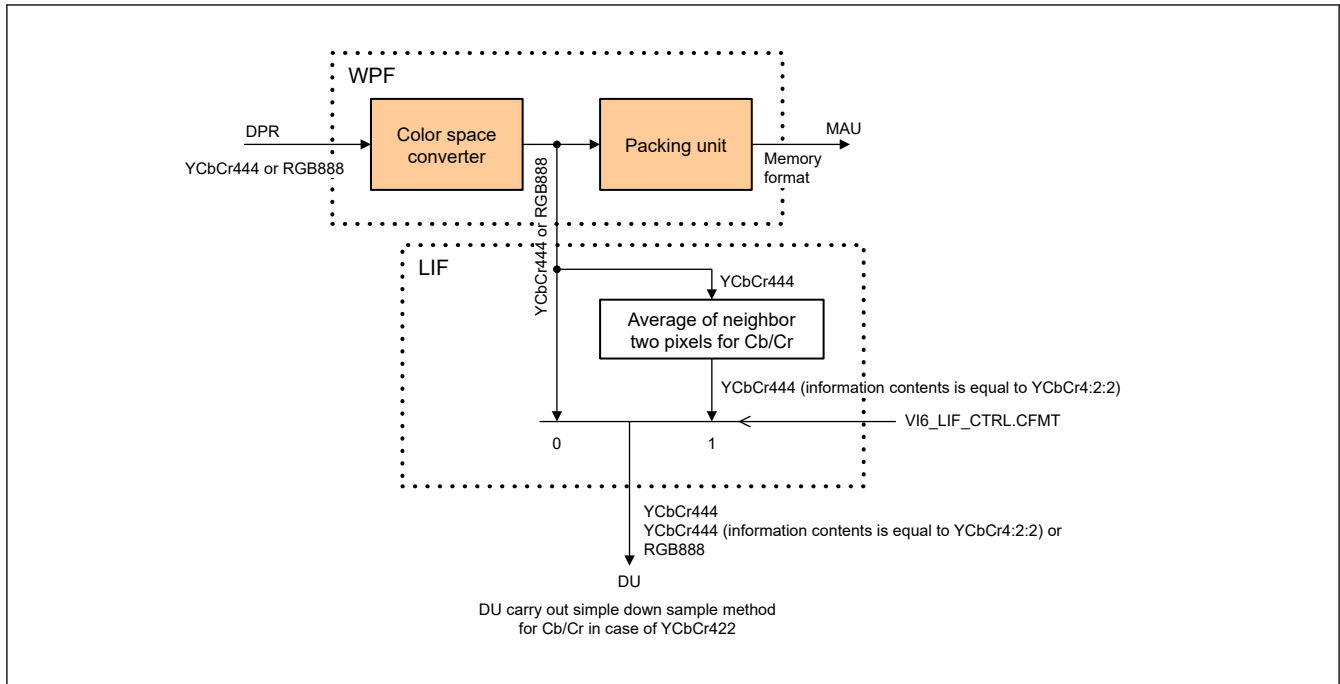 WPF
DPR
YCbCr444 or RGB888
Color space
converter
Packing unit
MAU
Memory
format
YCbCr444 or RGB888
LIF
YCbCr444
Average of neighbor
two pixels for Cb/Cr
YCbCr444 (information contents is equal to YCbCr4:2:2)
VI6_LIF_CTRL.CFMT
0
1
YCbCr444
YCbCr444 (information contents is equal to YCbCr4:2:2) or
RGB888
DU
DU carry out simple down sample method
for Cb/Cr in case of YCbCr422